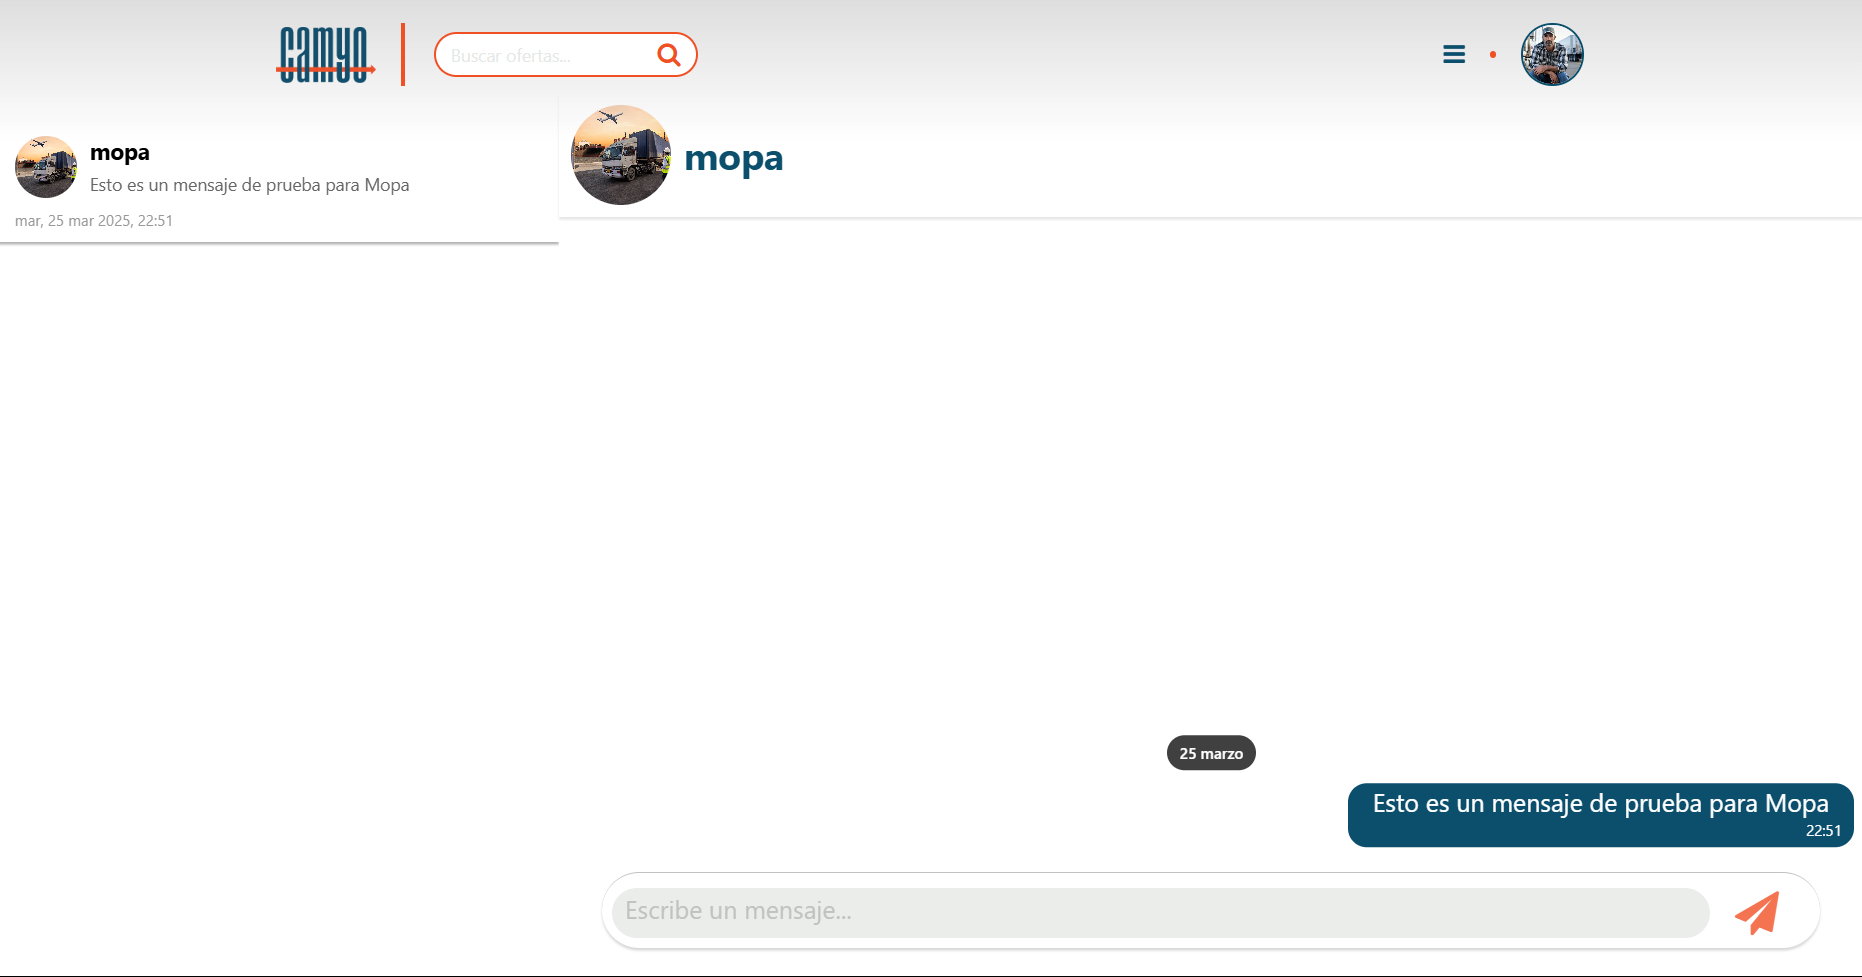 camyo
Buscar ofertas...
mopa
Esto es un mensaje de prueba para Mopa
mar, 25 mar 2025, 22:51
mopa
25 marzo
Esto es un mensaje de prueba para Mopa
22:51
Escribe un mensaje...